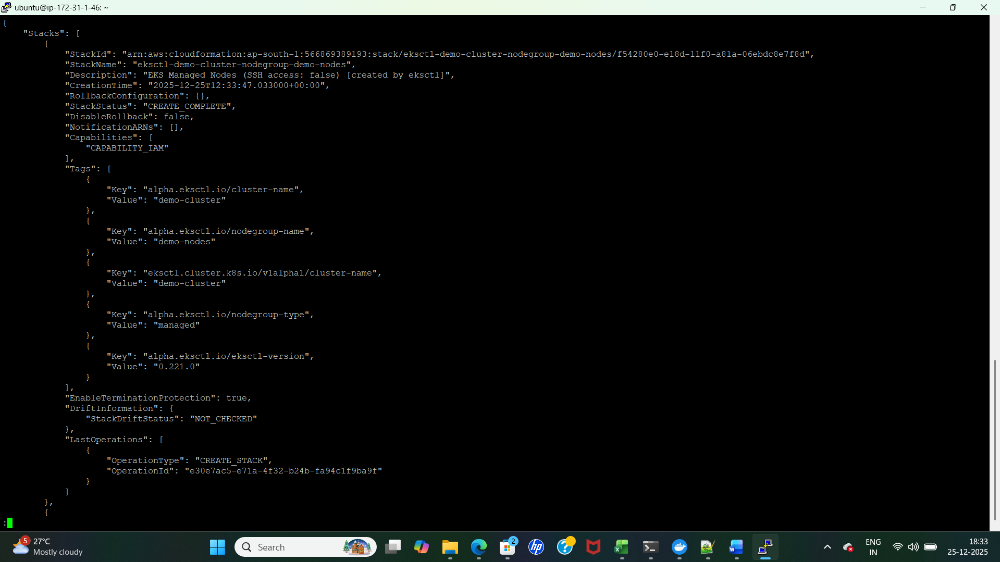 ubuntu@ip-172-31-1-46: ~
{
    "Stacks": [
        {
            "StackId": "arn:aws:cloudformation:ap-south-1:566869389193:stack/eksctl-demo-cluster-nodegroup-demo-nodes/f54280e0-e18d-11f0-a81a-06ebdc8e7f8d",
            "StackName": "eksctl-demo-cluster-nodegroup-demo-nodes",
            "Description": "EKS Managed Nodes (SSH access: false) [created by eksctl]",
            "CreationTime": "2025-12-25T12:33:47.033000+00:00",
            "RollbackConfiguration": {},
            "StackStatus": "CREATE_COMPLETE",
            "DisableRollback": false,
            "NotificationARNs": [],
            "Capabilities": [
                "CAPABILITY_IAM"
            ],
            "Tags": [
                {
                    "Key": "alpha.eksctl.io/cluster-name",
                    "Value": "demo-cluster"
                },
                {
                    "Key": "alpha.eksctl.io/nodegroup-name",
                    "Value": "demo-nodes"
                },
                {
                    "Key": "eksctl.cluster.k8s.io/v1alpha1/cluster-name",
                    "Value": "demo-cluster"
                },
                {
                    "Key": "alpha.eksctl.io/nodegroup-type",
                    "Value": "managed"
                },
                {
                    "Key": "alpha.eksctl.io/eksctl-version",
                    "Value": "0.221.0"
                }
            ],
            "EnableTerminationProtection": true,
            "DriftInformation": {
                "StackDriftStatus": "NOT_CHECKED"
            },
            "LastOperations": [
                {
                    "OperationType": "CREATE_STACK",
                    "OperationId": "e30e7ac5-e71a-4f32-b24b-fa94c1f9ba9f"
                }
            ]
        },
        {
:
5
27°C
Mostly cloudy
Search
2
hp
ENG
IN
18:33
25-12-2025